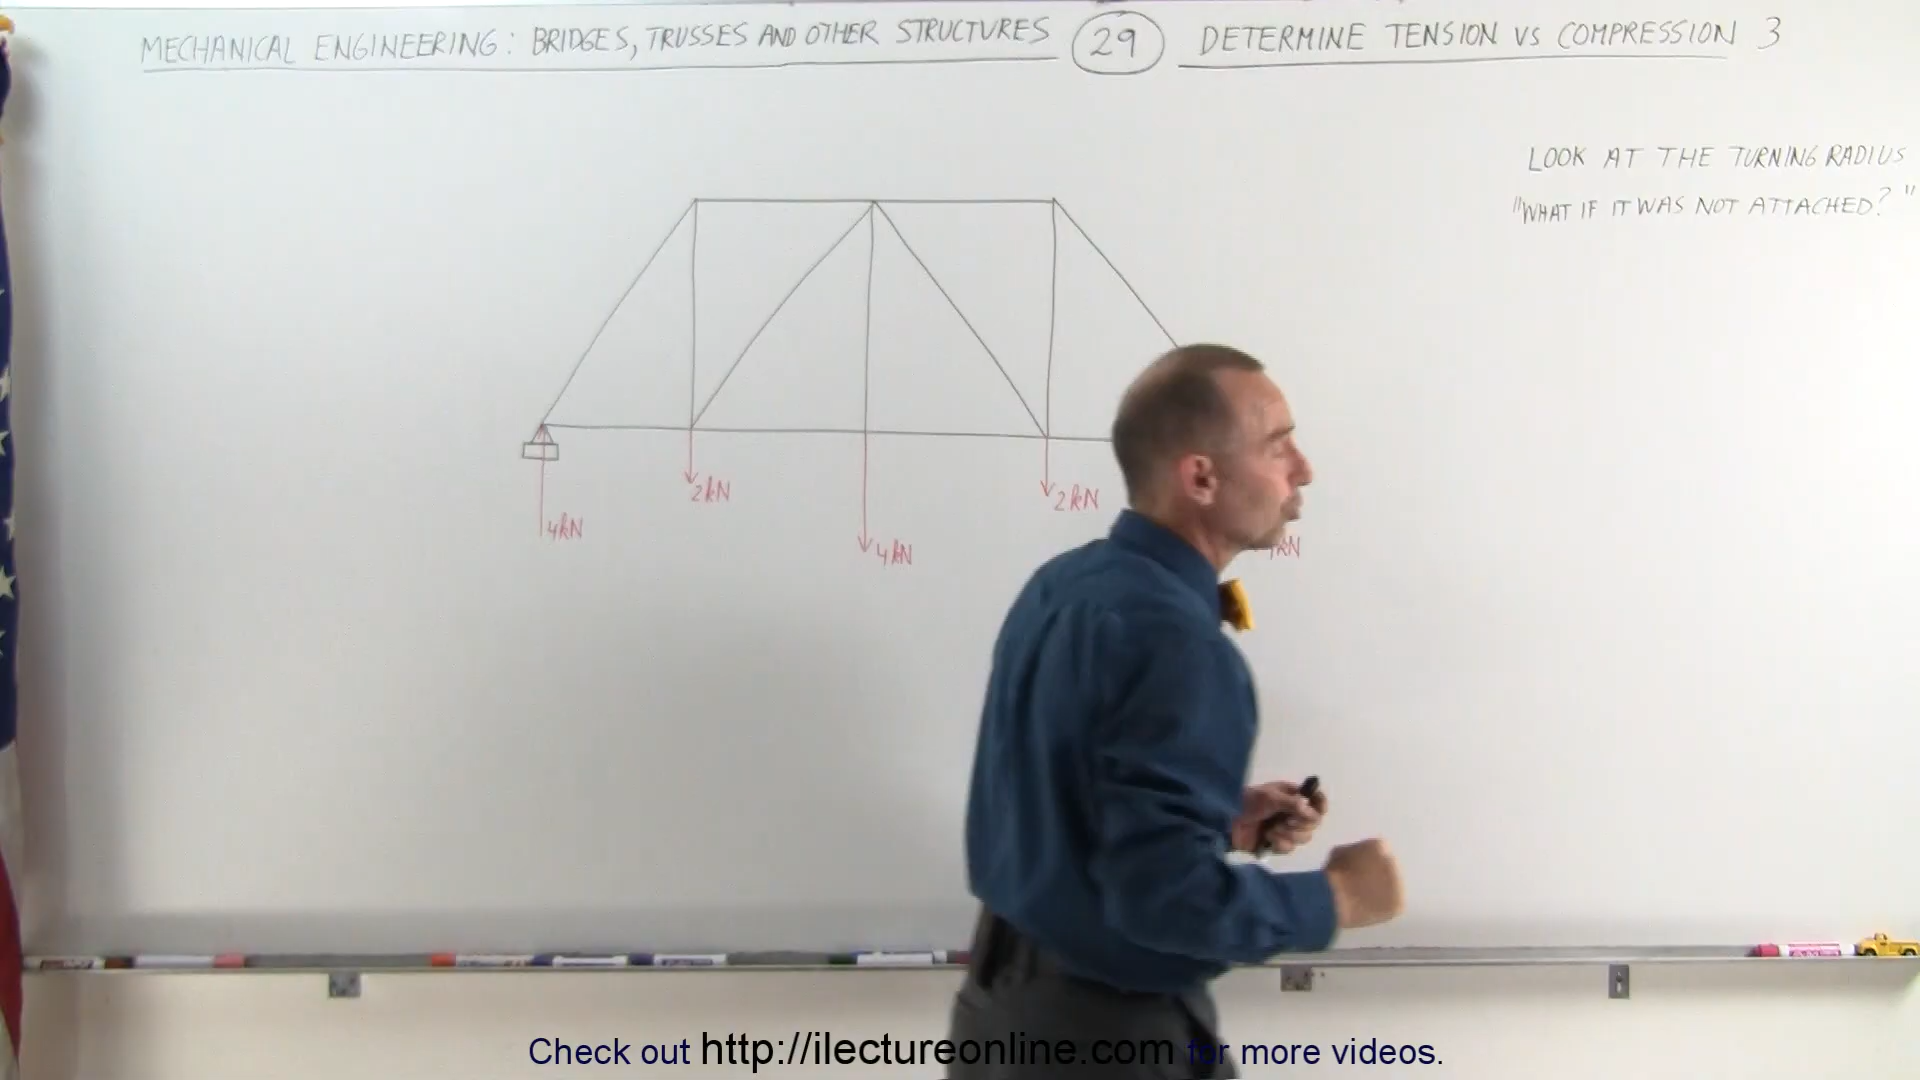 MECHANICAL ENGINEERING: BRIDGES, TRUSSES AND OTHER STRUCTURES 29 DETERMINE TENSION VS COMPRESSION 3
LOOK AT THE TURNING RADIUS
"WHAT IF IT WAS NOT ATTACHED?"
2kN
2kN
4kN
4kN
kN
Check out http://ilectureonline.com for more videos.